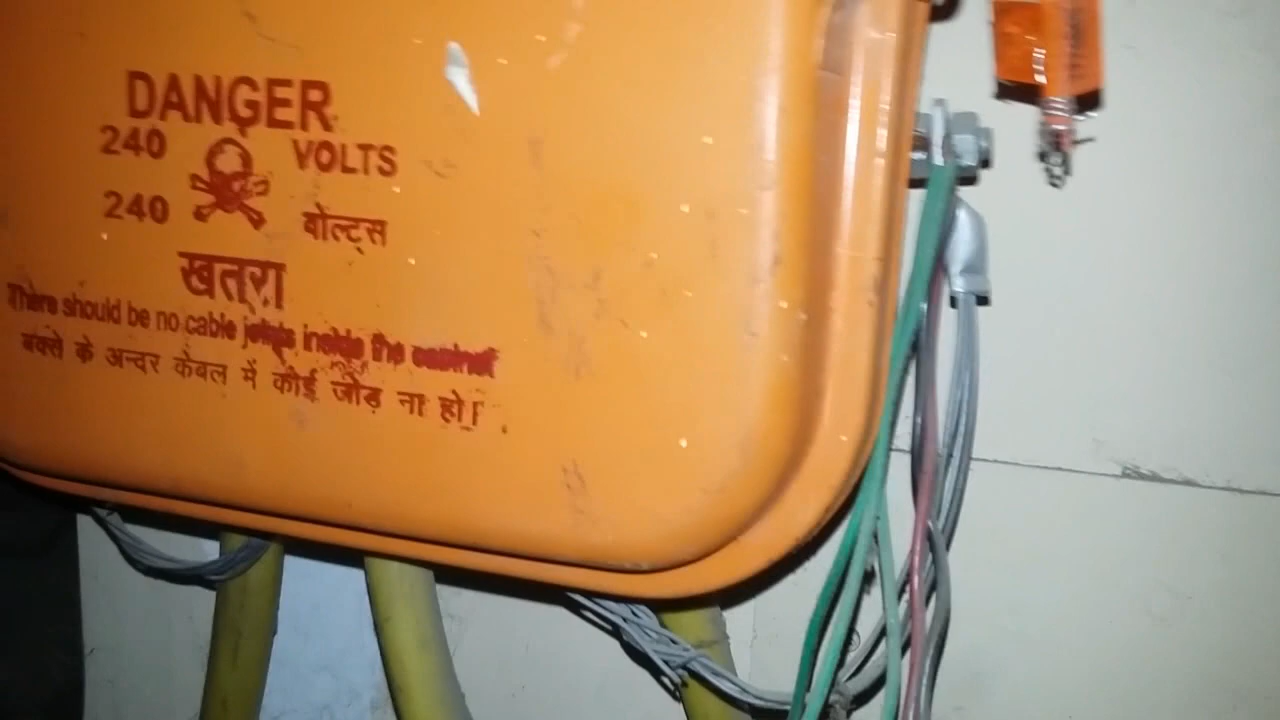 DANGER
240 VOLTS
240 बोल्ट्स
खतरा
There should be no cable joints inside the cabinet
बक्से के अन्दर केबल में कोई जोड़ ना हो।